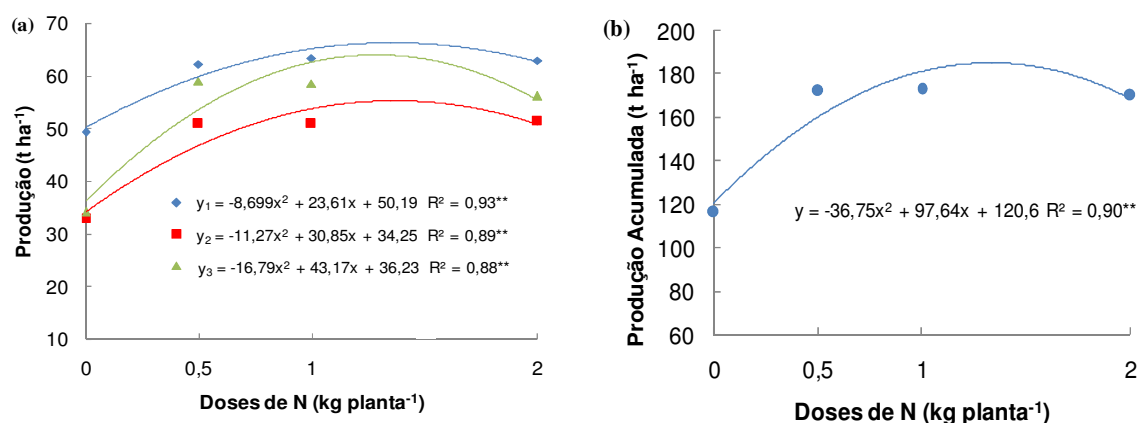 (a)
Produção (t ha⁻¹)
70
60
50
40
30
20
10
y₁ = -8,699x² + 23,61x + 50,19 R² = 0,93**
y₂ = -11,27x² + 30,85x + 34,25 R² = 0,89**
y₃ = -16,79x² + 43,17x + 36,23 R² = 0,88**
0 0,5 1 2
Doses de N (kg planta⁻¹)
(b)
Produção Acumulada (t ha⁻¹)
200
180
160
140
120
100
80
60
y = -36,75x² + 97,64x + 120,6 R² = 0,90**
0 0,5 1 2
Doses de N (kg planta⁻¹)